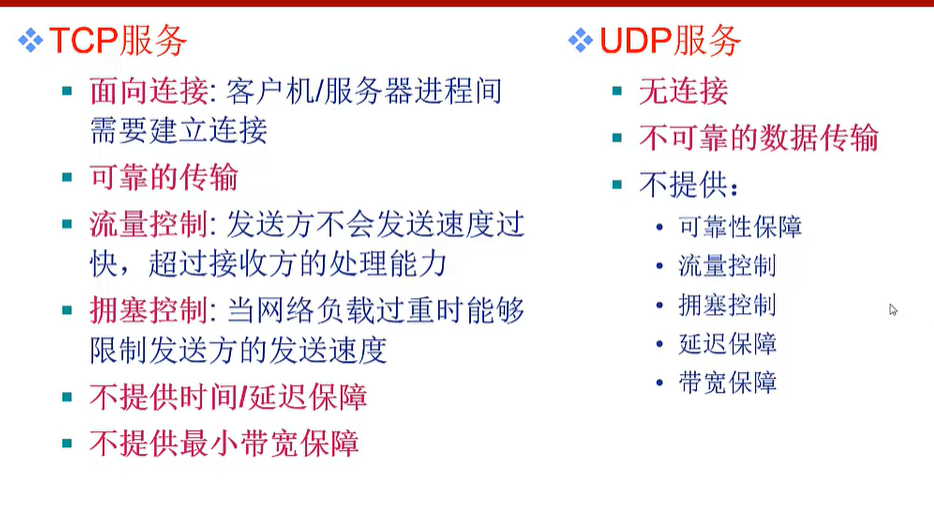 TCP服务
面向连接: 客户机/服务器进程间
需要建立连接
可靠的传输
流量控制: 发送方不会发送速度过
快，超过接收方的处理能力
拥塞控制: 当网络负载过重时能够
限制发送方的发送速度
不提供时间/延迟保障
不提供最小带宽保障
UDP服务
无连接
不可靠的数据传输
不提供：
可靠性保障
流量控制
拥塞控制
延迟保障
带宽保障